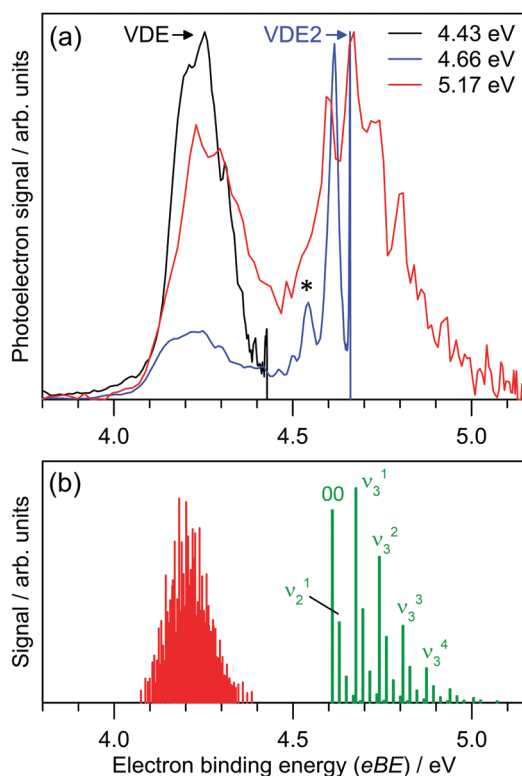 (a)
VDE→
VDE2→
4.43 eV
4.66 eV
5.17 eV
*
Photoelectron signal / arb. units
4.0
4.5
5.0
(b)
00
ν₃¹
ν₃²
ν₂¹
ν₃³
ν₃⁴
Signal / arb. units
4.0
4.5
5.0
Electron binding energy (eBE) / eV